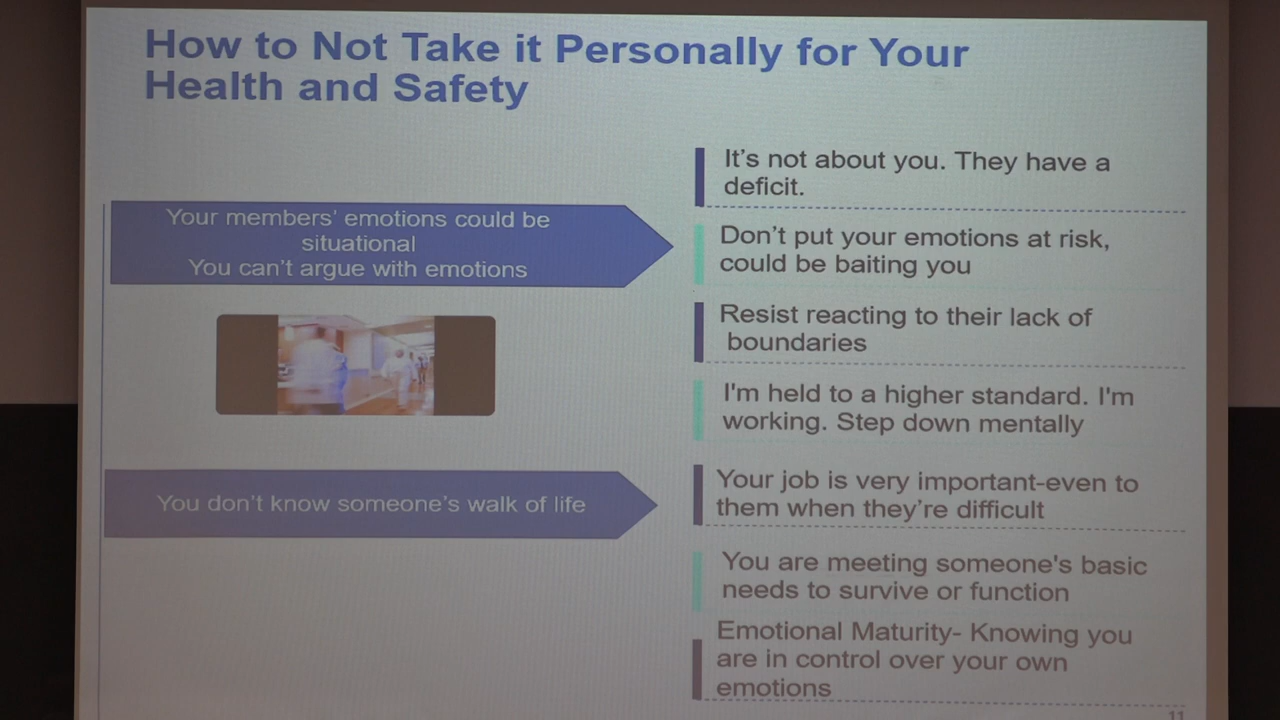 How to Not Take it Personally for Your
Health and Safety
Your members' emotions could be
situational
You can't argue with emotions
You don't know someone's walk of life
It's not about you. They have a
deficit.
Don't put your emotions at risk,
could be baiting you
Resist reacting to their lack of
boundaries
I'm held to a higher standard. I'm
working. Step down mentally
Your job is very important-even to
them when they're difficult
You are meeting someone's basic
needs to survive or function
Emotional Maturity- Knowing you
are in control over your own
emotions
11